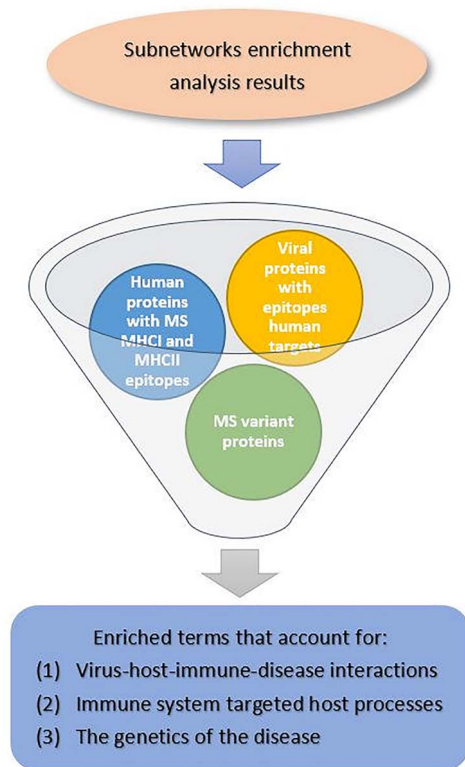 Subnetworks enrichment
analysis results
Viral
proteins
with
epitopes
human
targets
Human
proteins
with MS
MHCI and
MHCII
epitopes
MS variant
proteins
Enriched terms that account for:
(1) Virus-host-immune-disease interactions
(2) Immune system targeted host processes
(3) The genetics of the disease